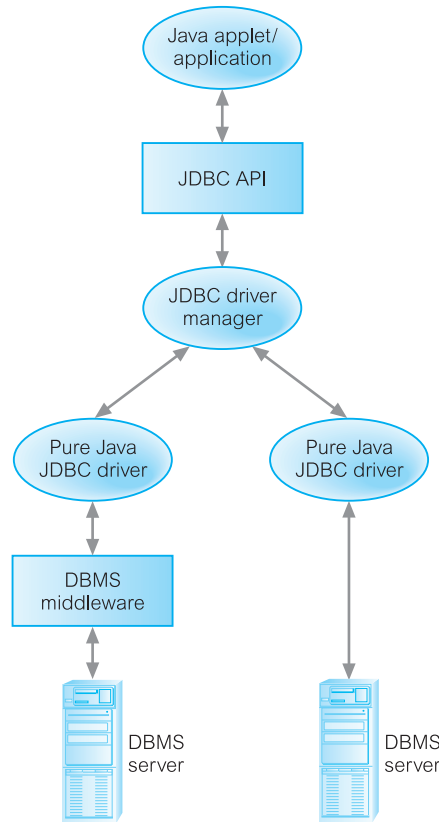 Java applet/
application
JDBC API
JDBC driver
manager
Pure Java
JDBC driver
Pure Java
JDBC driver
DBMS
middleware
DBMS
server
DBMS
server